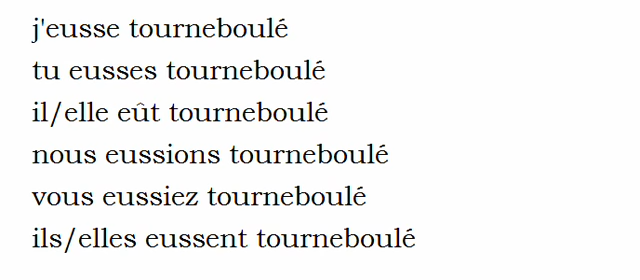 j'eusse tourneboulé
tu eusses tourneboulé
il/elle eût tourneboulé
nous eussions tourneboulé
vous eussiez tourneboulé
ils/elles eussent tourneboulé